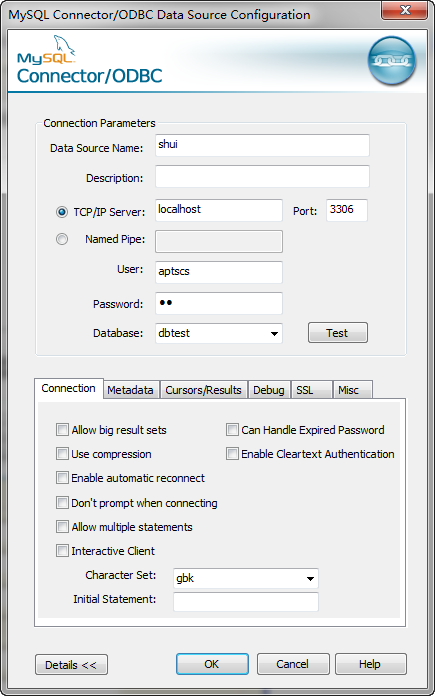 MySQL Connector/ODBC Data Source Configuration
MySQL
Connector/ODBC
Connection Parameters
Data Source Name: shui
Description:
TCP/IP Server: localhost Port: 3306
Named Pipe:
User: aptscs
Password: ●●
Database: dbtest Test
Connection Metadata Cursors/Results Debug SSL Misc
Allow big result sets Can Handle Expired Password
Use compression Enable Cleartext Authentication
Enable automatic reconnect
Don't prompt when connecting
Allow multiple statements
Interactive Client
Character Set: gbk
Initial Statement:
Details << OK Cancel Help